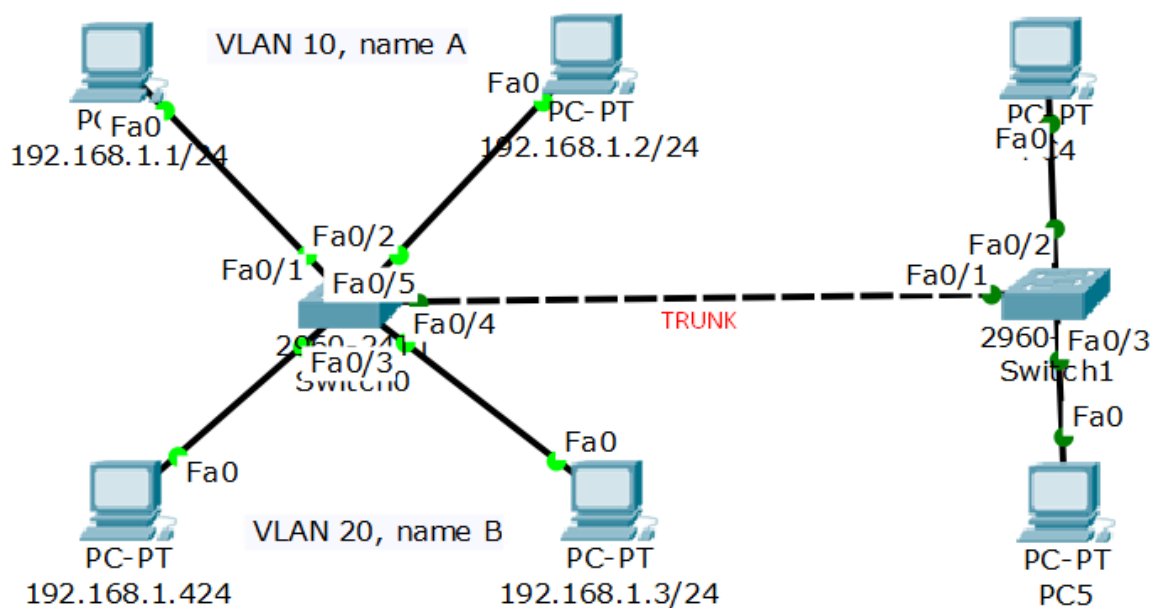 VLAN 10, name A
Fa0
PC-PT
192.168.1.2/24
Fa0
192.168.1.1/24
PC-PT
Fa0
Fa0/2
Fa0/1
Fa0/5
Fa0/4
Fa0/3
Switch0
TRUNK
Fa0/2
Fa0/1
Fa0/3
Switch1
Fa0
Fa0
Fa0
VLAN 20, name B
PC-PT
192.168.1.424
PC-PT
192.168.1.3/24
PC-PT
PC5